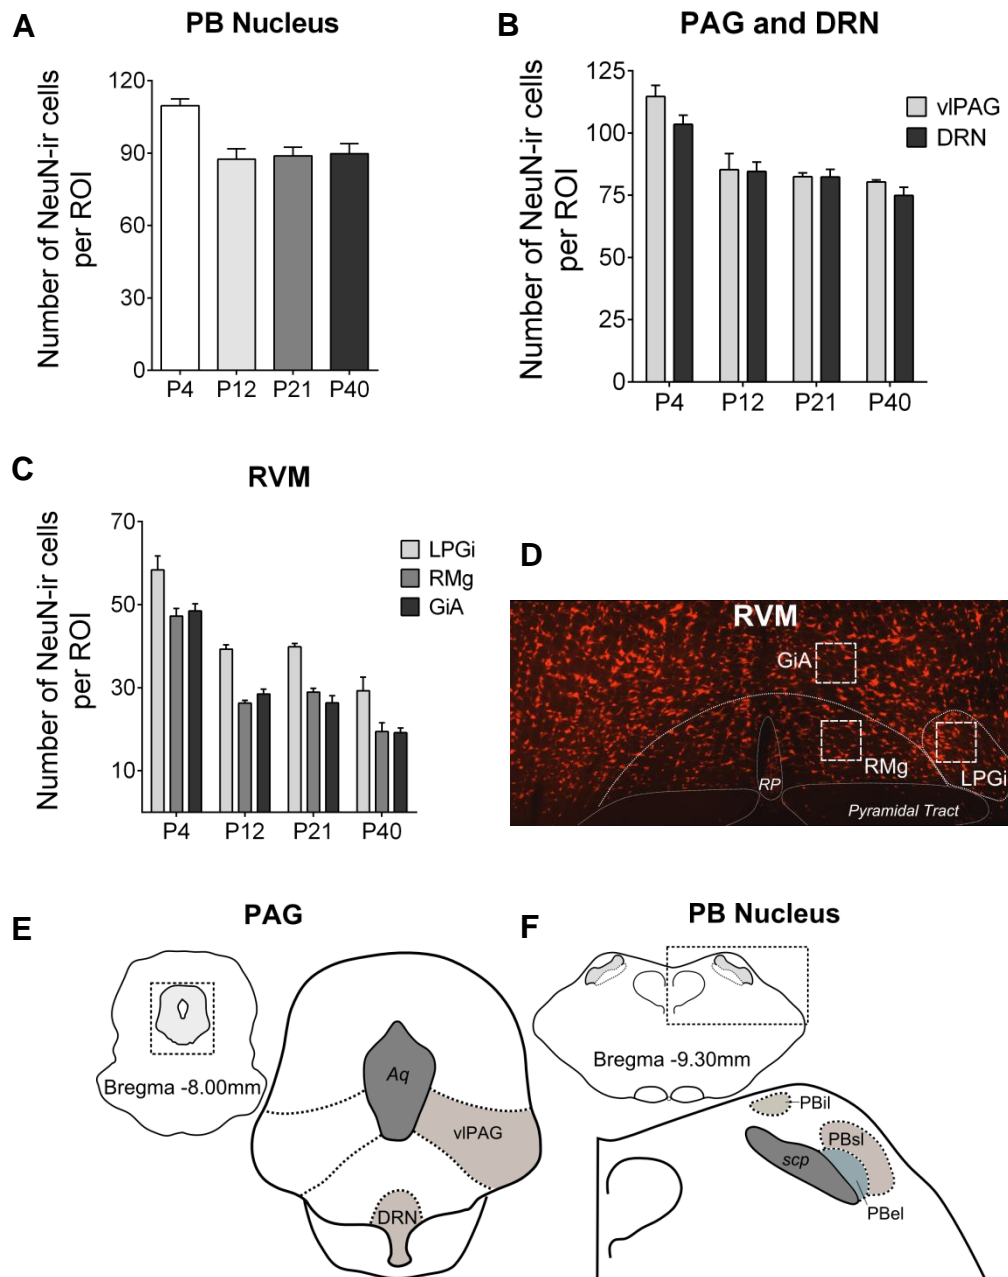 A
PB Nucleus
Number of NeuN-ir cells
per ROI
120
90
60
30
0
P4
P12
P21
P40
B
PAG and DRN
Number of NeuN-ir cells
per ROI
125
100
75
50
25
0
P4
P12
P21
P40
vlPAG
DRN
C
RVM
Number of NeuN-ir cells
per ROI
70
50
30
10
P4
P12
P21
P40
LPGi
RMg
GiA
D
RVM
GiA
RMg
LPGi
RP
Pyramidal Tract
E
PAG
Bregma -8.00mm
Aq
vlPAG
DRN
F
PB Nucleus
Bregma -9.30mm
PBil
PBsl
scp
PBel